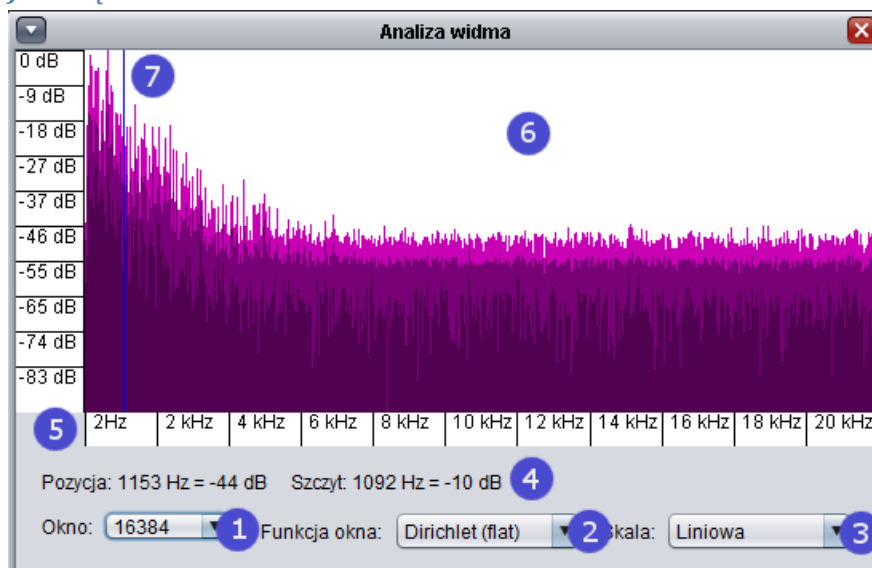 Analiza widma
0 dB
7
-9 dB
-18 dB
6
-27 dB
-37 dB
-46 dB
-55 dB
-65 dB
-74 dB
-83 dB
5
2Hz 2 kHz 4 kHz 6 kHz 8 kHz 10 kHz 12 kHz 14 kHz 16 kHz 18 kHz 20 kHz
Pozycja: 1153 Hz = -44 dB Szczyt: 1092 Hz = -10 dB 4
Okno: 16384 1 Funkcja okna: Dirichlet (flat) 2 kala: Liniowa 3